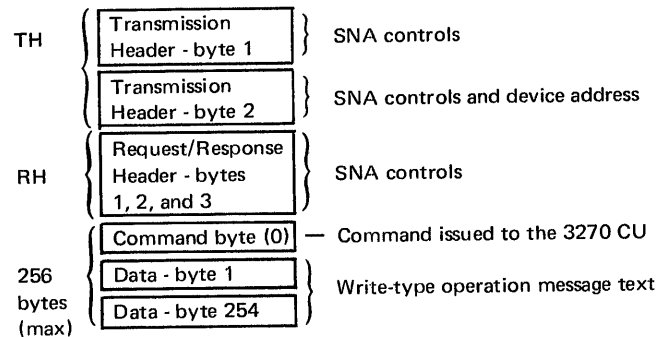 TH
Transmission
Header - byte 1
SNA controls
Transmission
Header - byte 2
SNA controls and device address
RH
Request/Response
Header - bytes
1, 2, and 3
SNA controls
Command byte (0)
Command issued to the 3270 CU
256
bytes
(max)
Data - byte 1
Data - byte 254
Write-type operation message text